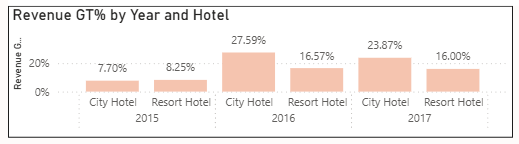 Revenue GT% by Year and Hotel
Revenue G...
20%
0%
7.70%
8.25%
27.59%
16.57%
23.87%
16.00%
City Hotel Resort Hotel City Hotel Resort Hotel City Hotel Resort Hotel
2015 2016 2017